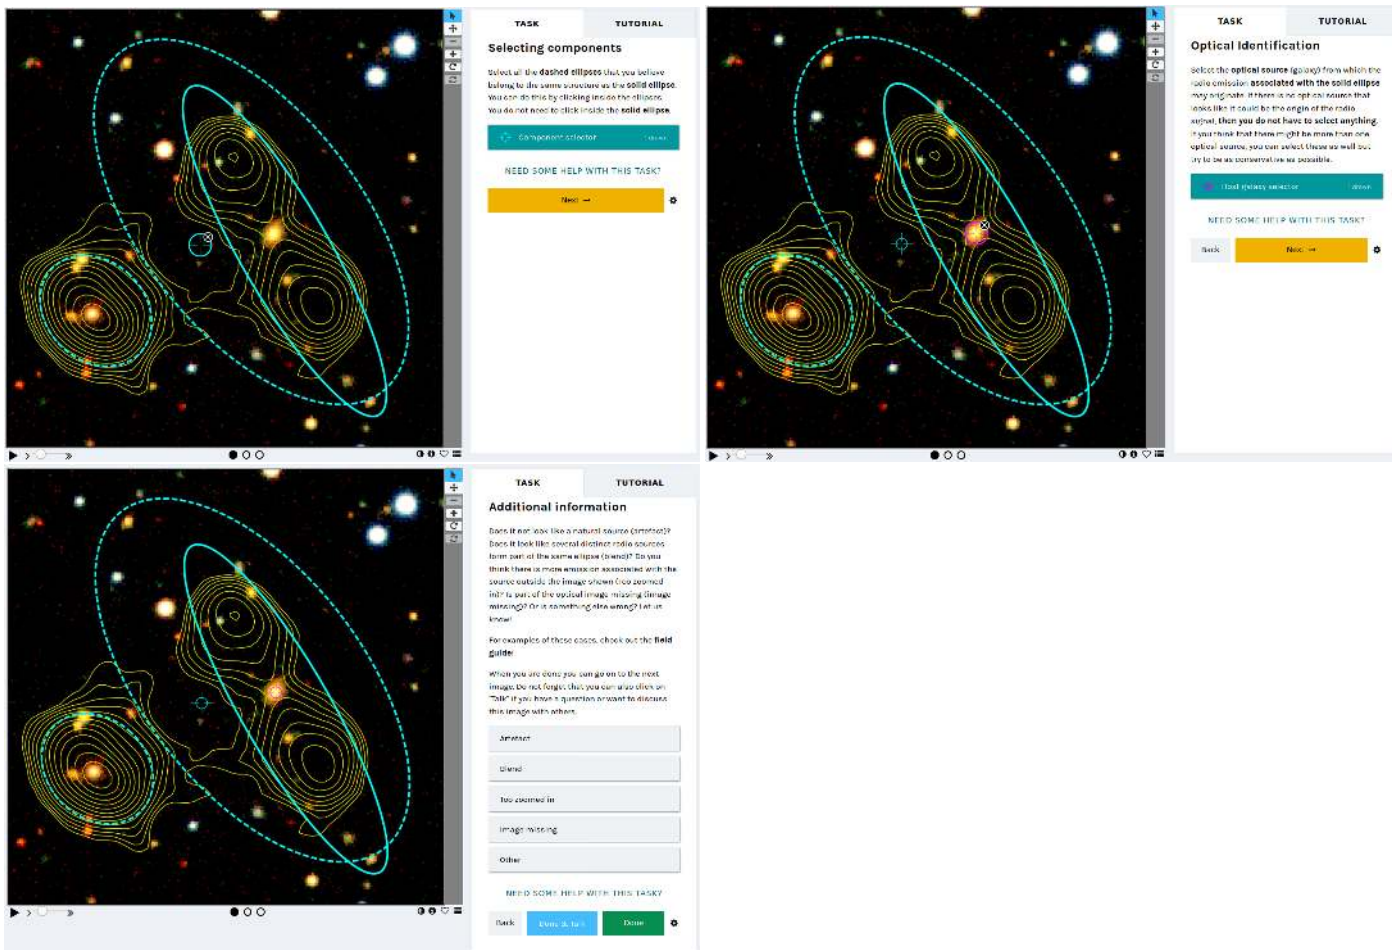 TASK
TUTORIAL
Selecting components
Select all the dashed ellipses that you believe
belong to the same structure as the solid ellipse.
You can do this by clicking inside the ellipses.
You do not need to click inside the solid ellipse.
Component selector
1 drawn
NEED SOME HELP WITH THIS TASK?
Next →
TASK
TUTORIAL
Optical Identification
Select the optical source (galaxy) from which the
radio emission associated with the solid ellipse
may originate. If there is no optical source that
looks like it could be the origin of the radio
signal, then you do not have to select anything.
If you think that there might be more than one
optical source, you can select these as well but
try to be as conservative as possible.
Host galaxy selector
1 drawn
NEED SOME HELP WITH THIS TASK?
Back
Next →
TASK
TUTORIAL
Additional information
Does it not look like a natural source (artefact)?
Does it look like several distinct radio sources
form part of the same ellipse (blend)? Do you
think there is more emission associated with the
source outside the image shown (too zoomed
in)? Is part of the optical image missing (image
missing)? Or is something else wrong? Let us
know!
For examples of these cases, check out the field
guide!
When you are done you can go on to the next
image. Do not forget that you can also click on
"Talk" if you have a question or want to discuss
this image with others.
Artefact
Blend
Too zoomed in
Image missing
Other
NEED SOME HELP WITH THIS TASK?
Back
Done & Talk
Done